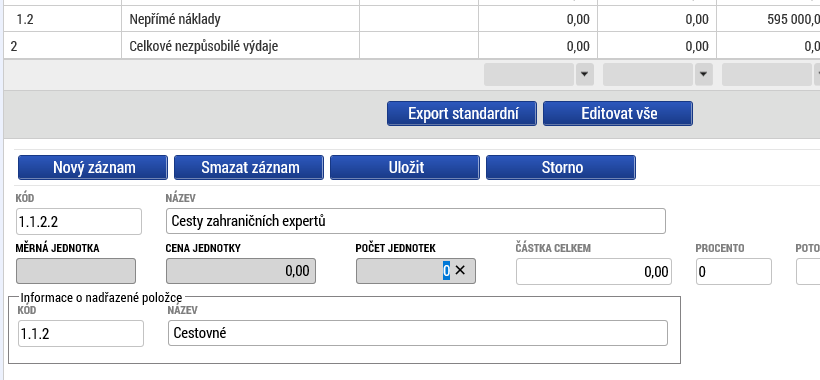 1.2 Nepřímé náklady 0,00 0,00 595 000,0
2 Celkové nezpůsobilé výdaje 0,00 0,00 0,0
Export standardní Editovat vše
Nový záznam Smazat záznam Uložit Storno
KÓD NÁZEV
1.1.2.2 Cesty zahraničních expertů
MĚRNÁ JEDNOTKA CENA JEDNOTKY POČET JEDNOTEK ČÁSTKA CELKEM PROCENTO POTO
0,00 0 0,00 0
Informace o nadřazené položce
KÓD NÁZEV
1.1.2 Cestovné